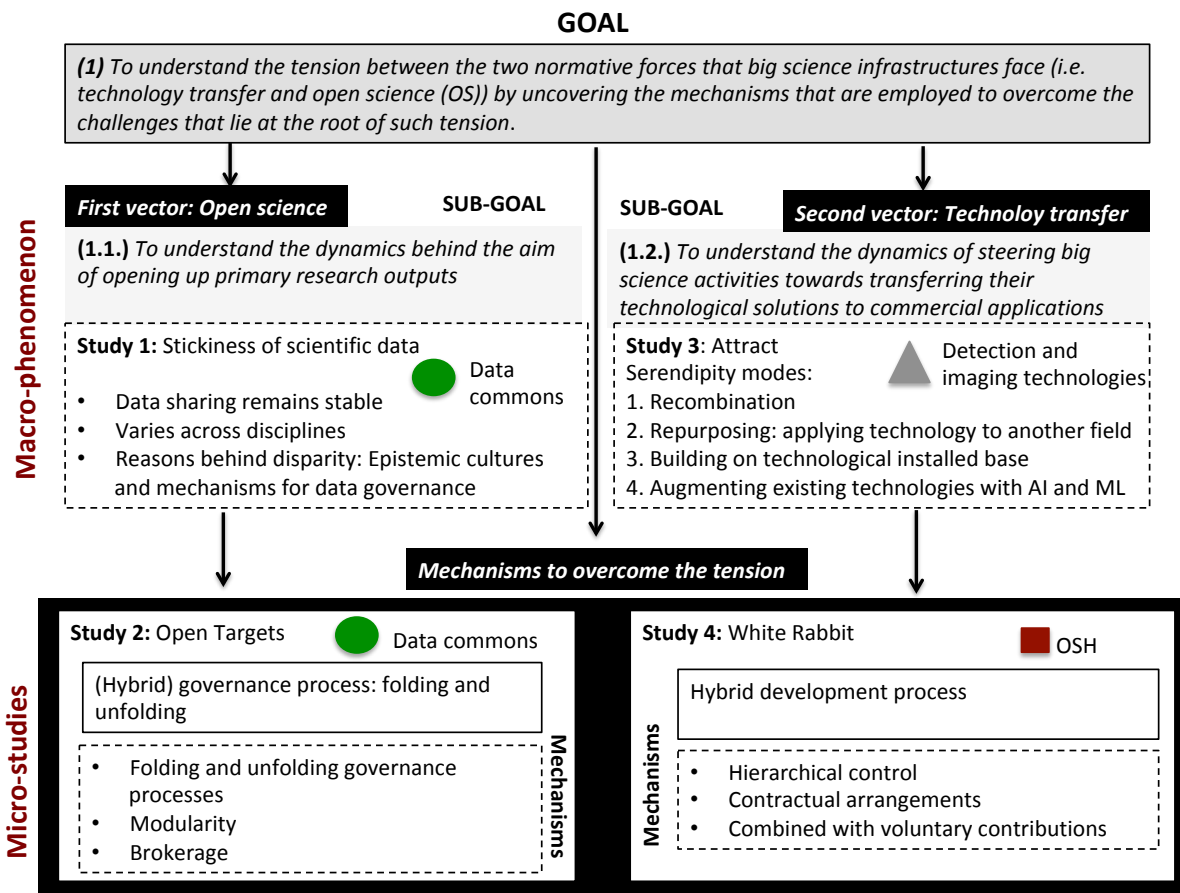 GOAL
(1) To understand the tension between the two normative forces that big science infrastructures face (i.e.
technology transfer and open science (OS)) by uncovering the mechanisms that are employed to overcome the
challenges that lie at the root of such tension.
Macro-phenomenon
First vector: Open science
SUB-GOAL
(1.1.) To understand the dynamics behind the aim
of opening up primary research outputs
Study 1: Stickiness of scientific data
Data
commons
• Data sharing remains stable
• Varies across disciplines
• Reasons behind disparity: Epistemic cultures
and mechanisms for data governance
SUB-GOAL
Second vector: Technoloy transfer
(1.2.) To understand the dynamics of steering big
science activities towards transferring their
technological solutions to commercial applications
Study 3: Attract
Detection and
imaging technologies
Serendipity modes:
1. Recombination
2. Repurposing: applying technology to another field
3. Building on technological installed base
4. Augmenting existing technologies with AI and ML
Mechanisms to overcome the tension
Micro-studies
Study 2: Open Targets
Data commons
(Hybrid) governance process: folding and
unfolding
Mechanisms
• Folding and unfolding governance
processes
• Modularity
• Brokerage
Study 4: White Rabbit
OSH
Hybrid development process
Mechanisms
• Hierarchical control
• Contractual arrangements
• Combined with voluntary contributions